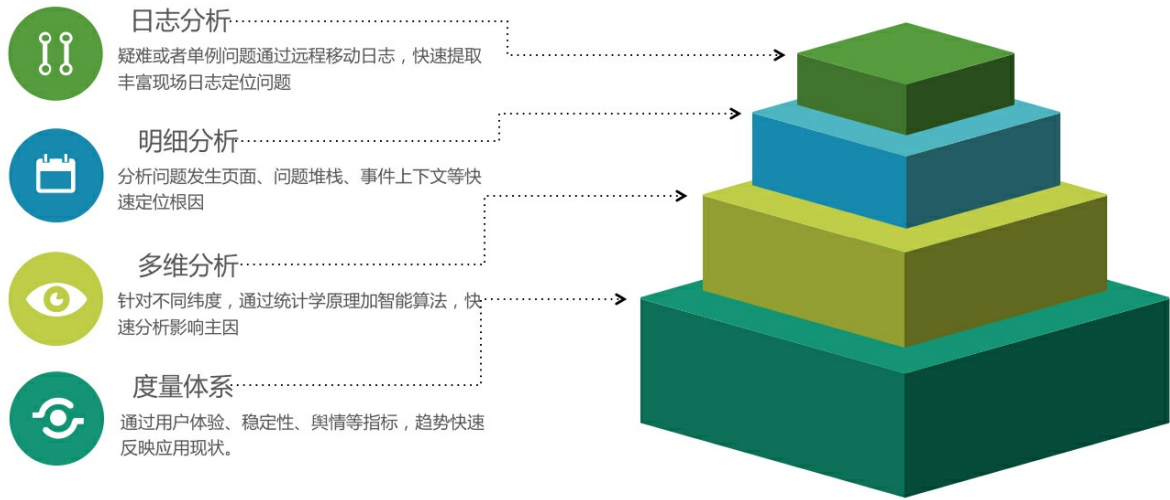 日志分析
疑难或者单例问题通过远程移动日志，快速提取
丰富现场日志定位问题
明细分析
分析问题发生页面、问题堆栈、事件上下文等快
速定位根因
多维分析
针对不同纬度，通过统计学原理加智能算法，快
速分析影响主因
度量体系
通过用户体验、稳定性、舆情等指标，趋势快速
反映应用现状。